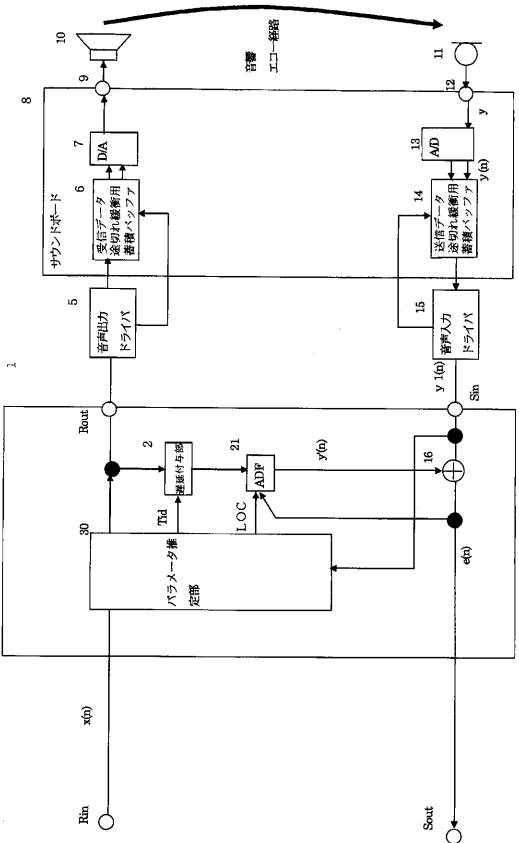 Rin
x(n)
1
30
パラメータ推
定部
Tid
LOC
2
遅延付与部
21
ADF
y'(n)
16
e(n)
Sout
Rout
Sin
y 1(n)
5
音声出力
ドライバ
15
音声入力
ドライバ
サウンドボード
8
6
受信データ
途切れ緩衝用
蓄積バッファ
7
D/A
9
10
音響
エコー経路
11
12
y
13
A/D
y(n)
14
送信データ
途切れ緩衝用
蓄積バッファ